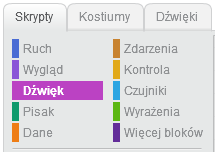 Skrypty Kostiumy Dźwięki
Ruch Zdarzenia
Wygląd Kontrola
Dźwięk Czujniki
Pisak Wyrażenia
Dane Więcej bloków